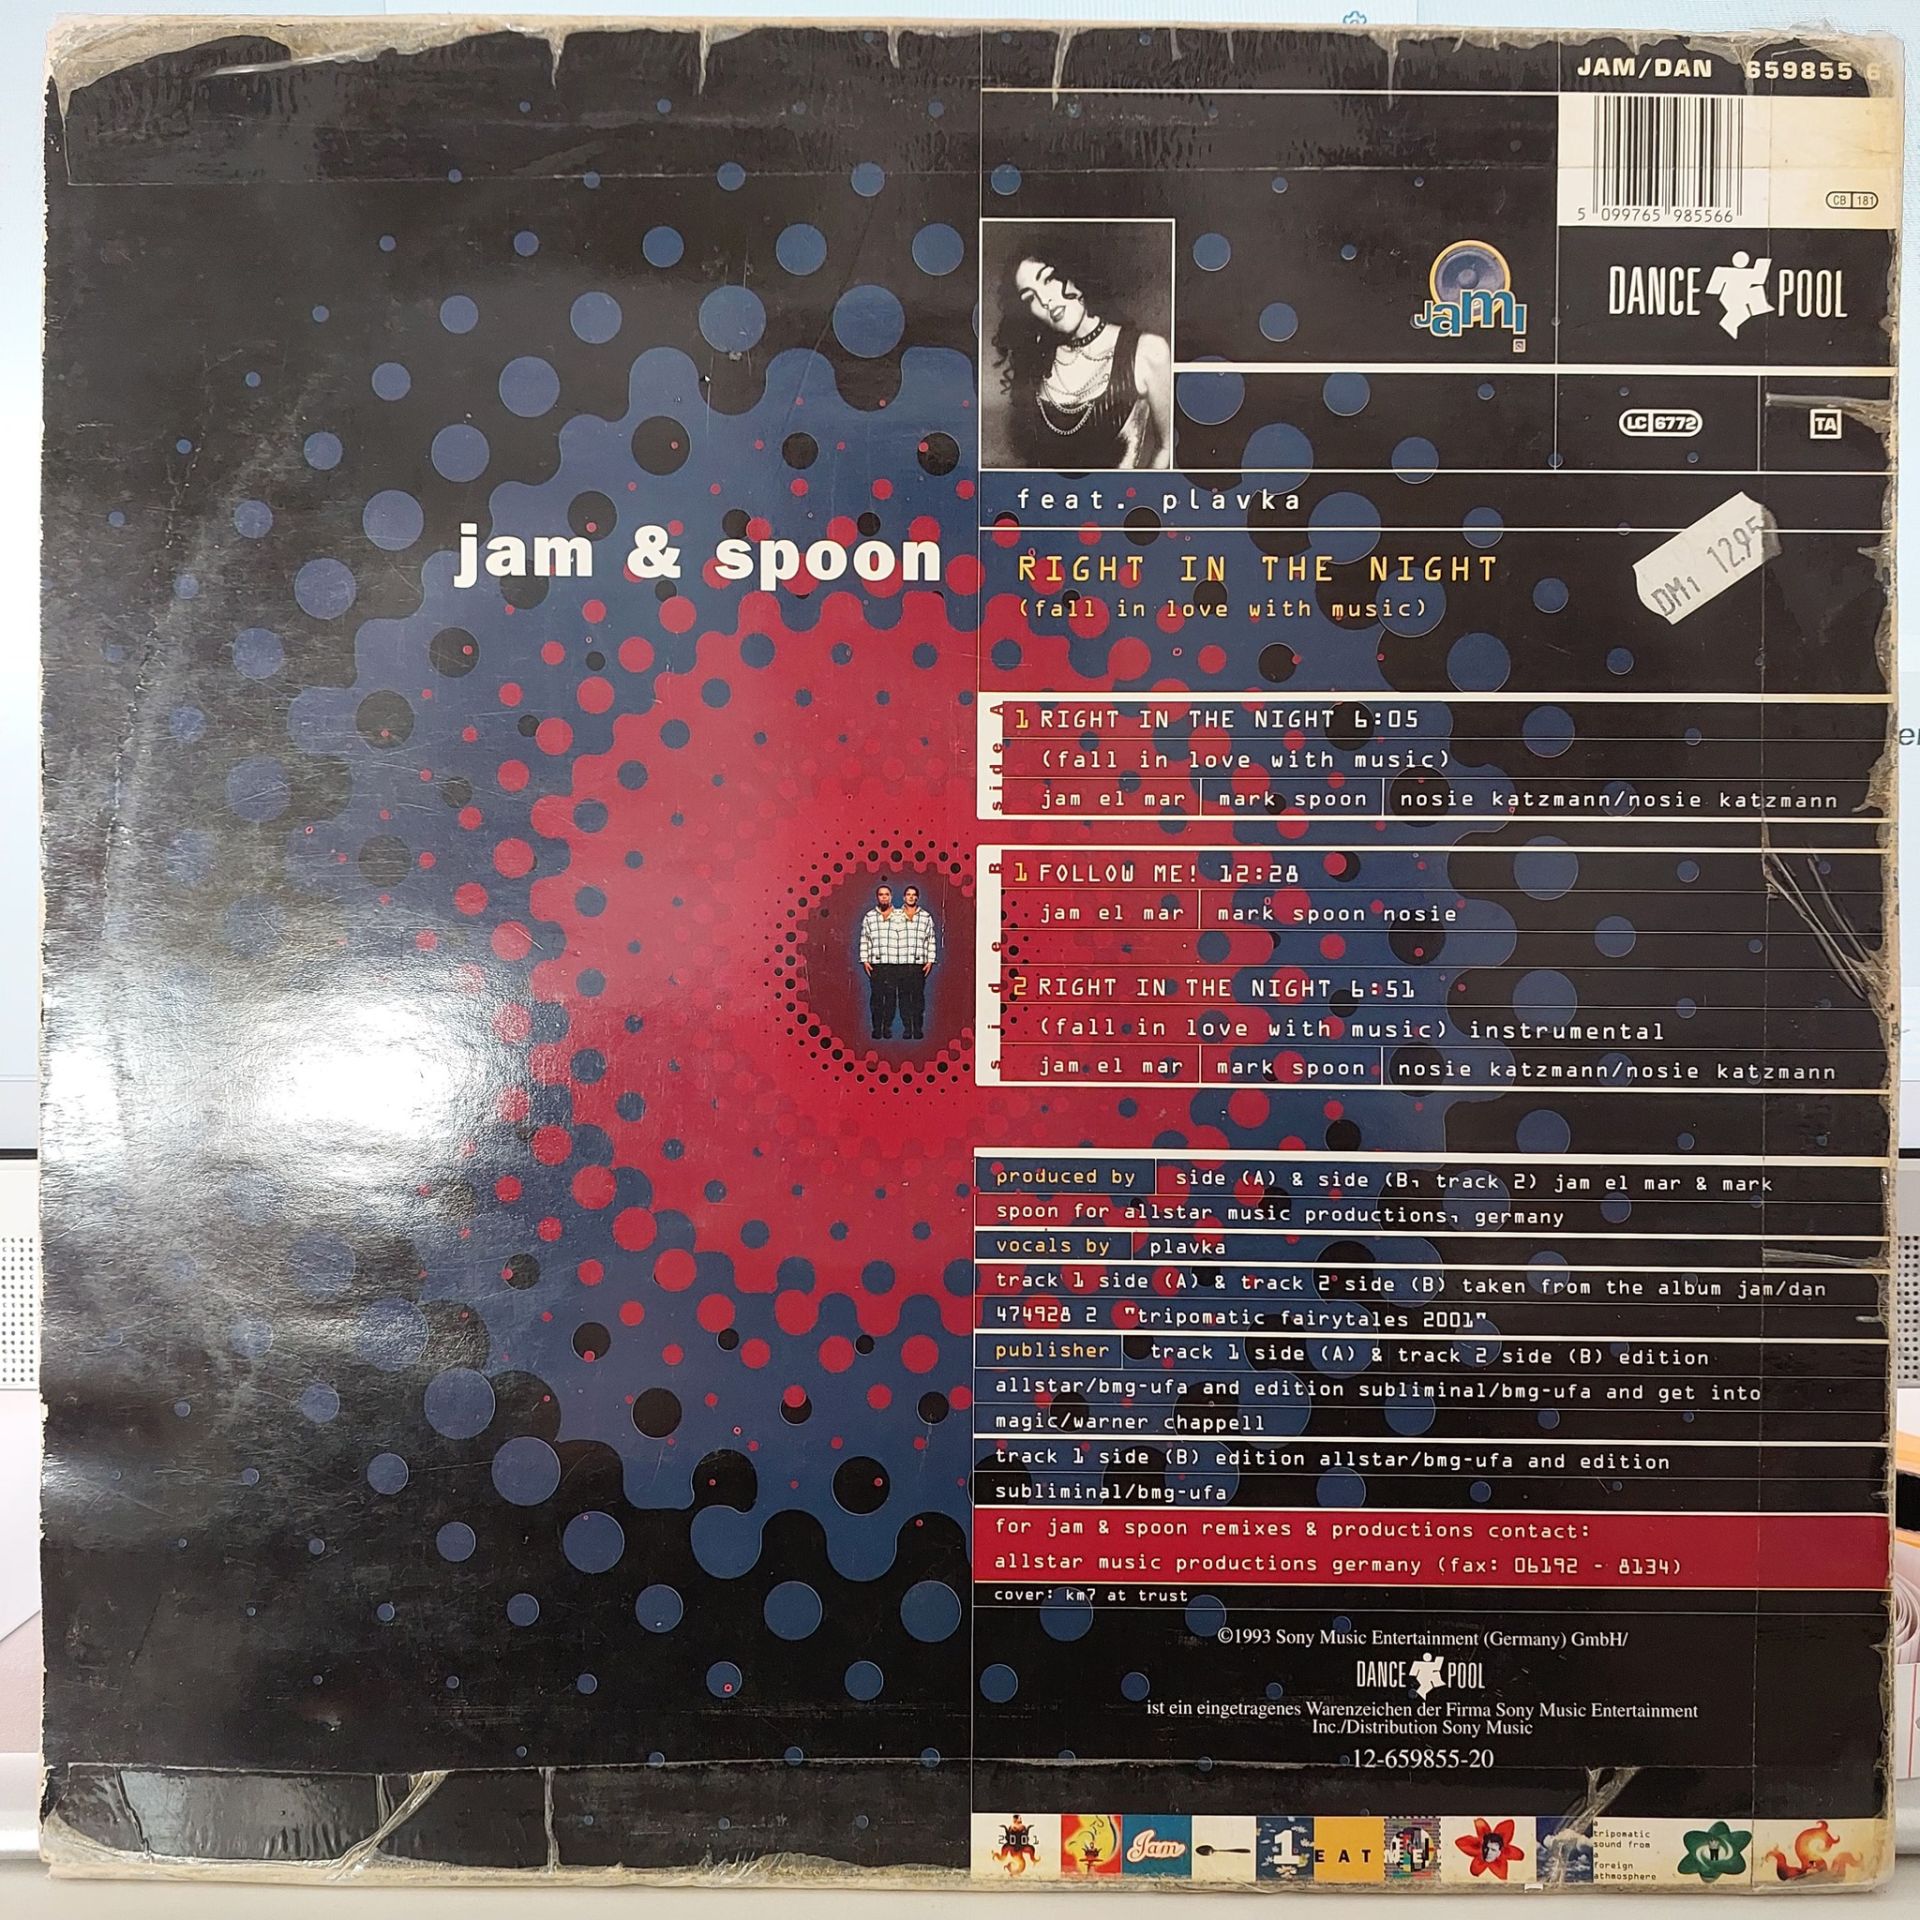 JAM/DAN 659855 6
5 099765 985566
CB 181
jam!
DANCE POOL
LC 6772
TA
feat. plavka
jam & spoon
RIGHT IN THE NIGHT
(fall in love with music)
DM, 12.95
side A
1 RIGHT IN THE NIGHT 6:05
(fall in love with music)
jam el mar mark spoon nosie katzmann/nosie katzmann
side B
1 FOLLOW ME! 12:28
jam el mar mark spoon nosie
2 RIGHT IN THE NIGHT 6:51
(fall in love with music) instrumental
jam el mar mark spoon nosie katzmann/nosie katzmann
produced by side (A) & side (B, track 2) jam el mar & mark
spoon for allstar music productions, germany
vocals by plavka
track 1 side (A) & track 2 side (B) taken from the album jam/dan
474928 2 "tripomatic fairytales 2001"
publisher track 1 side (A) & track 2 side (B) edition
allstar/bmg-ufa and edition subliminal/bmg-ufa and get into
magic/warner chappell
track 1 side (B) edition allstar/bmg-ufa and edition
subliminal/bmg-ufa
for jam & spoon remixes & productions contact:
allstar music productions germany (fax: 06192 - 8134)
cover: km7 at trust
©1993 Sony Music Entertainment (Germany) GmbH/
DANCE POOL
ist ein eingetragenes Warenzeichen der Firma Sony Music Entertainment
Inc./Distribution Sony Music
12-659855-20
2001
Jam
1
EAT ME
tripomatic
sound from
a
foreign
athmosphere